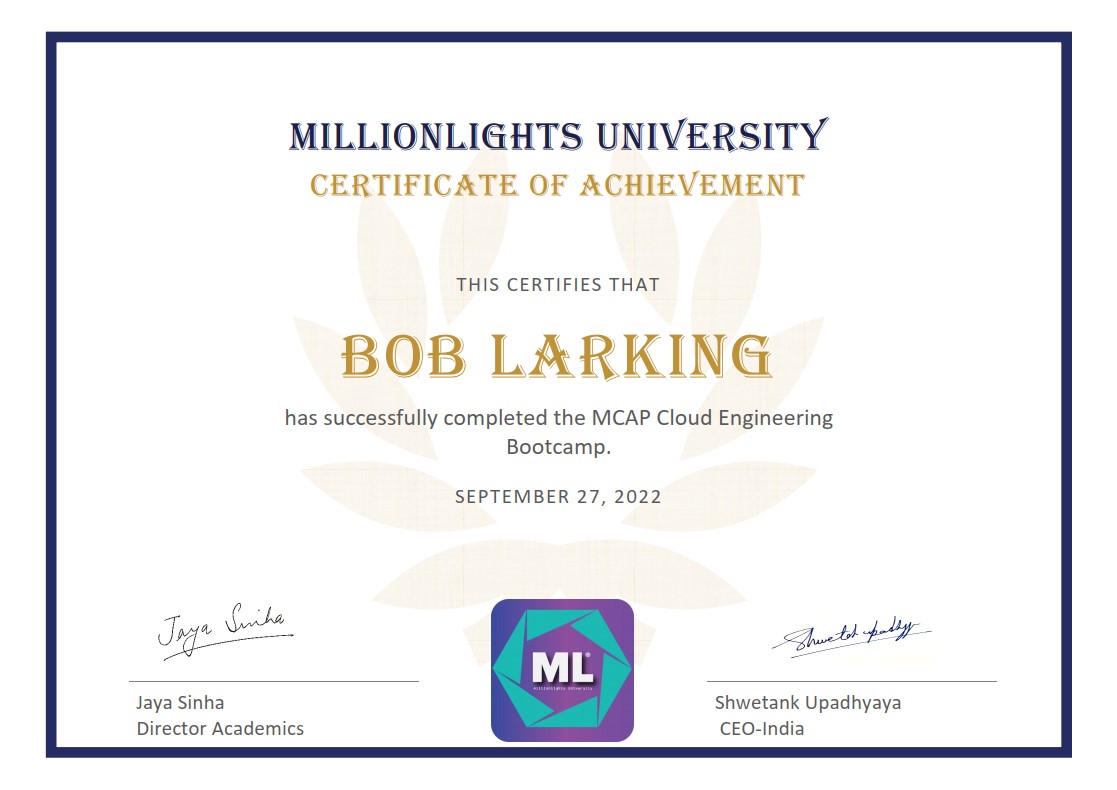 MILLIONLIGHTS UNIVERSITY
CERTIFICATE OF ACHIEVEMENT
THIS CERTIFIES THAT
BOB LARKING
has successfully completed the MCAP Cloud Engineering
Bootcamp.
SEPTEMBER 27, 2022
Jaya Sinha
Shwetank Upadhyy
ML®
millionlights university
Jaya Sinha
Director Academics
Shwetank Upadhyaya
CEO-India